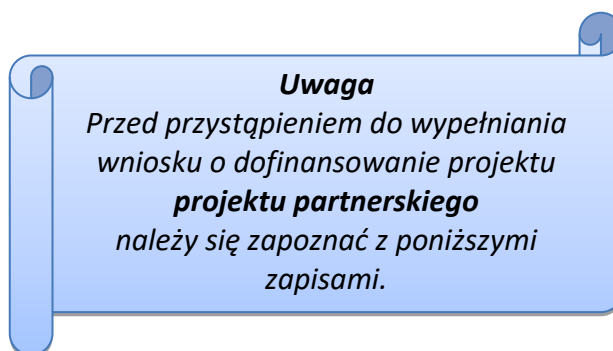 Uwaga
Przed przystąpieniem do wypełniania
wniosku o dofinansowanie projektu
projektu partnerskiego
należy się zapoznać z poniższymi
zapisami.